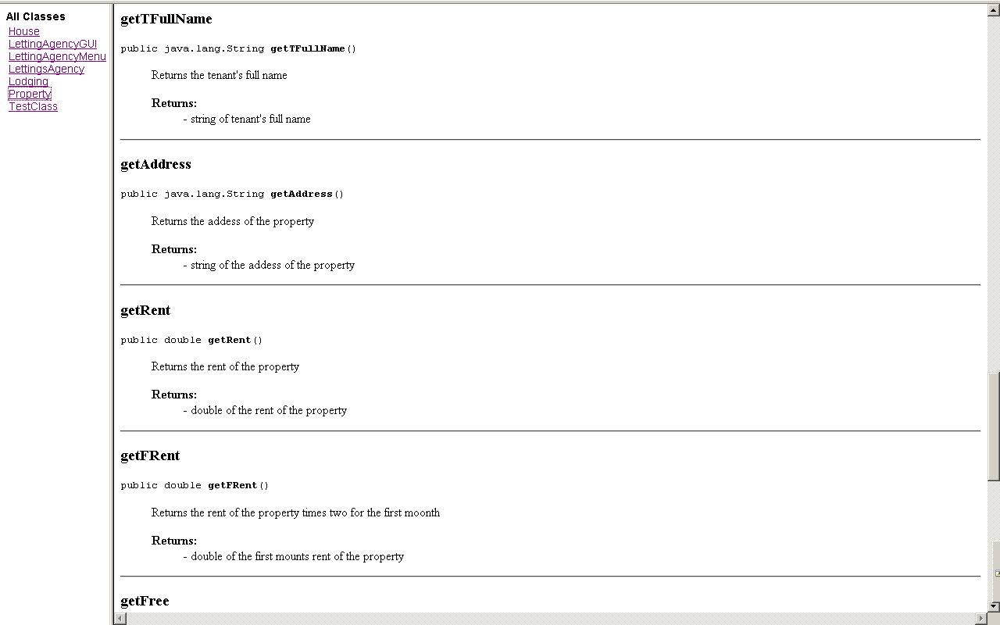 All Classes
House
LettingAgencyGUI
LettingAgencyMenu
LettingsAgency
Lodging
Property
TestClass
getTFullName
public java.lang.String getTFullName()
Returns the tenant's full name
Returns:
- string of tenant's full name
getAddress
public java.lang.String getAddress()
Returns the addess of the property
Returns:
- string of the addess of the property
getRent
public double getRent()
Returns the rent of the property
Returns:
- double of the rent of the property
getFRent
public double getFRent()
Returns the rent of the property times two for the first moonth
Returns:
- double of the first mounts rent of the property
getFree